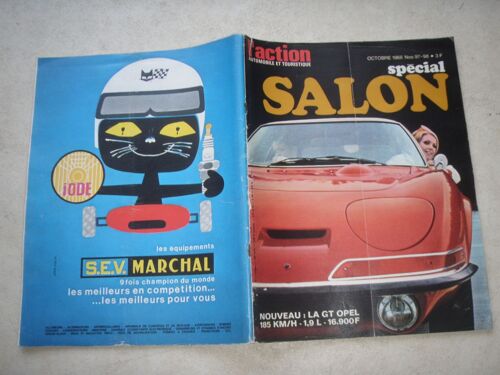 l'action
AUTOMOBILE ET TOURISTIQUE
OCTOBRE 1968 Nos 97-98 • 3 F
spécial
SALON
NOUVEAU : LA GT OPEL
185 KM/H - 1,9 L - 16.900F
iODE
les équipements
S.E.V. MARCHAL
9 fois champion du monde
les meilleurs en compétition...
...les meilleurs pour vous